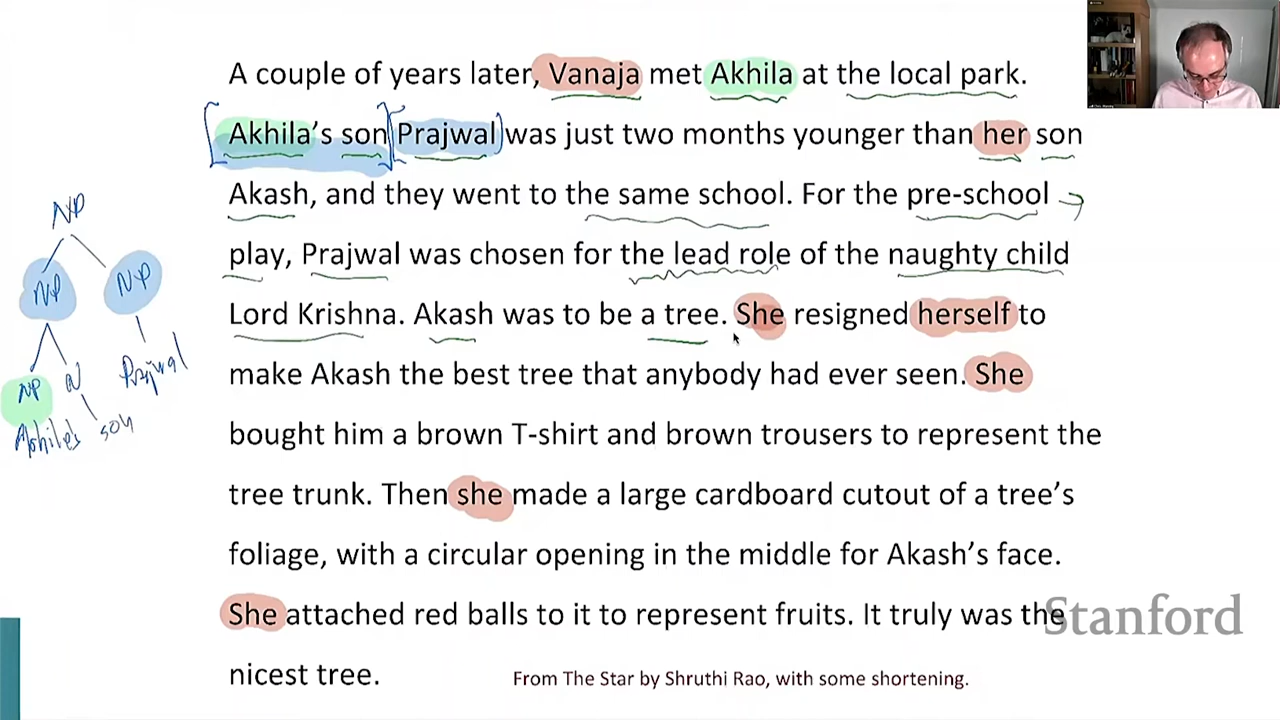 A couple of years later, Vanaja met Akhila at the local park.
Akhila's son Prajwal was just two months younger than her son
Akash, and they went to the same school. For the pre-school
play, Prajwal was chosen for the lead role of the naughty child
Lord Krishna. Akash was to be a tree. She resigned herself to
make Akash the best tree that anybody had ever seen. She
bought him a brown T-shirt and brown trousers to represent the
tree trunk. Then she made a large cardboard cutout of a tree's
foliage, with a circular opening in the middle for Akash's face.
She attached red balls to it to represent fruits. It truly was the
nicest tree.
From The Star by Shruthi Rao, with some shortening.
Stanford
NP
NP NP
NP N Prajwal
Akhila's son